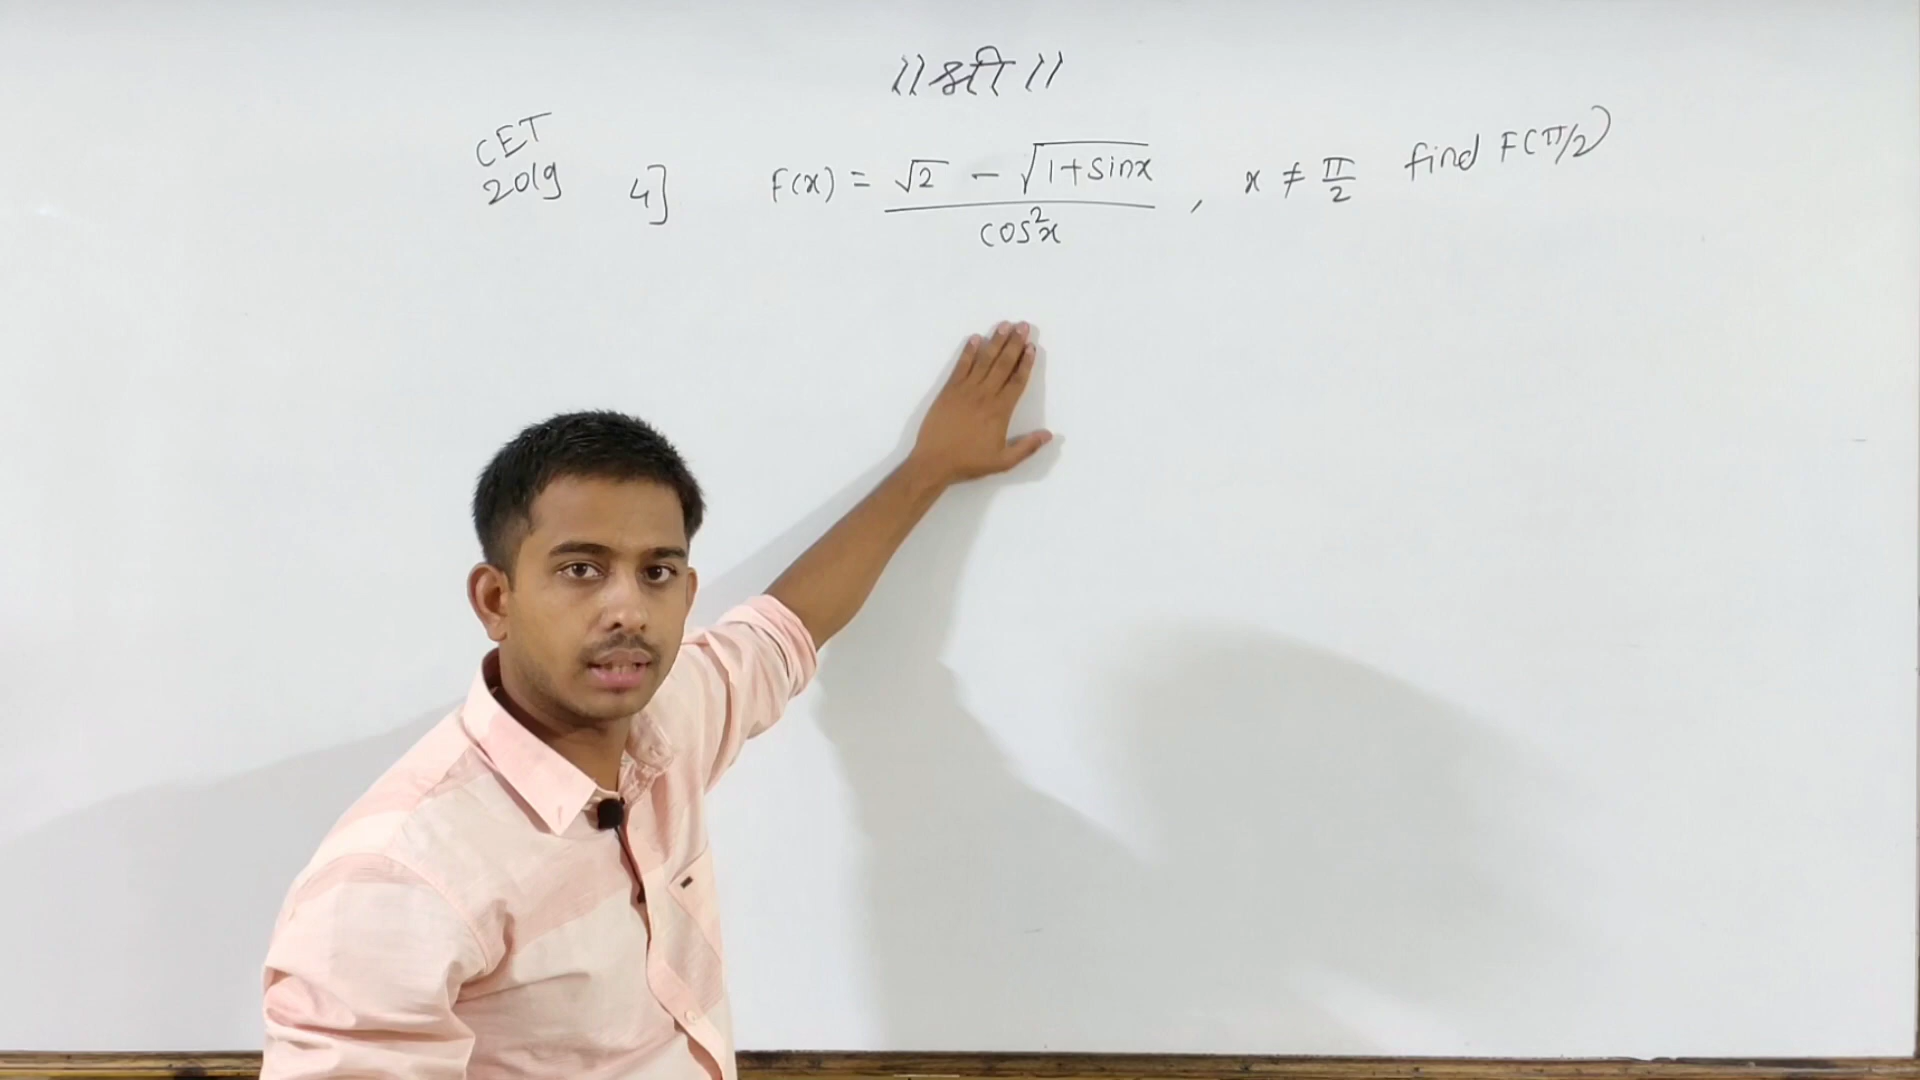 ॥ श्री ॥
CET
2019
4] F(x) = √2 - √1+sinx / cos²x , x ≠ π/2 find F(π/2)